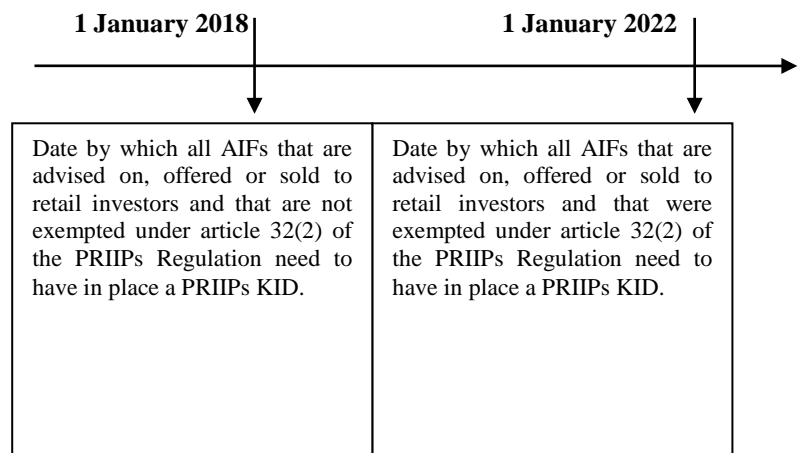 1 January 2018
1 January 2022
Date by which all AIFs that are
advised on, offered or sold to
retail investors and that are not
exempted under article 32(2) of
the PRIIPs Regulation need to
have in place a PRIIPs KID.
Date by which all AIFs that are
advised on, offered or sold to
retail investors and that were
exempted under article 32(2) of
the PRIIPs Regulation need to
have in place a PRIIPs KID.